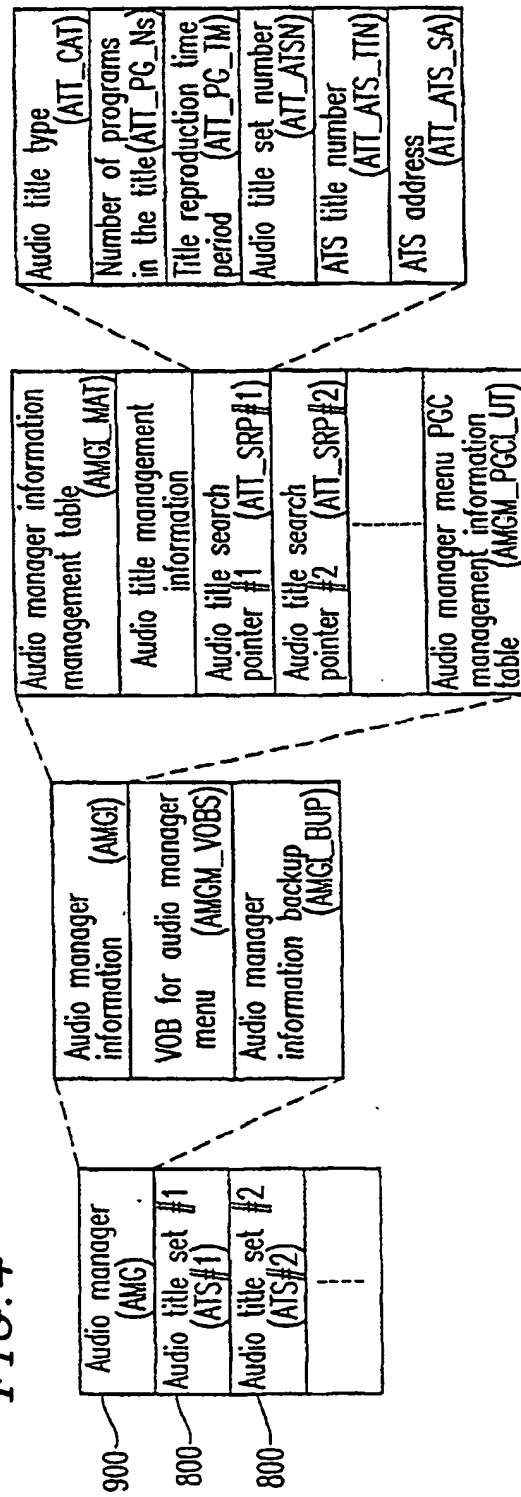 FIG. 4
900
Audio manager
(AMG)
800
Audio title set #1
(ATS#1)
800
Audio title set #2
(ATS#2)
Audio manager
information (AMGI)
VOB for audio manager
menu (AMGM_VOBS)
Audio manager
information backup
(AMGI_BUP)
Audio manager information
management table
(AMGI_MAT)
Audio title management
information
Audio title search
pointer #1 (ATT_SRP#1)
Audio title search
pointer #2 (ATT_SRP#2)
Audio manager menu PGC
management information
table (AMGM_PGCI_UT)
Audio title type
(ATT_CAT)
Number of programs
in the title(ATT_PG_Ns)
Title reproduction time
period (ATT_PG_TM)
Audio title set number
(ATT_ATSN)
ATS title number
(ATT_ATS_TTN)
ATS address
(ATT_ATS_SA)